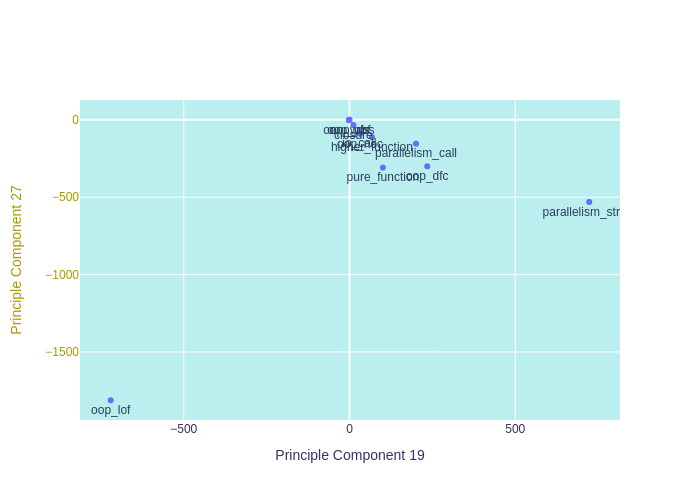 0
−500
−1000
−1500
parallelism_call
pure_function
oop_dfc
parallelism_str
oop_lof
higher_function
−500
0
500
Principle Component 19
Principle Component 27